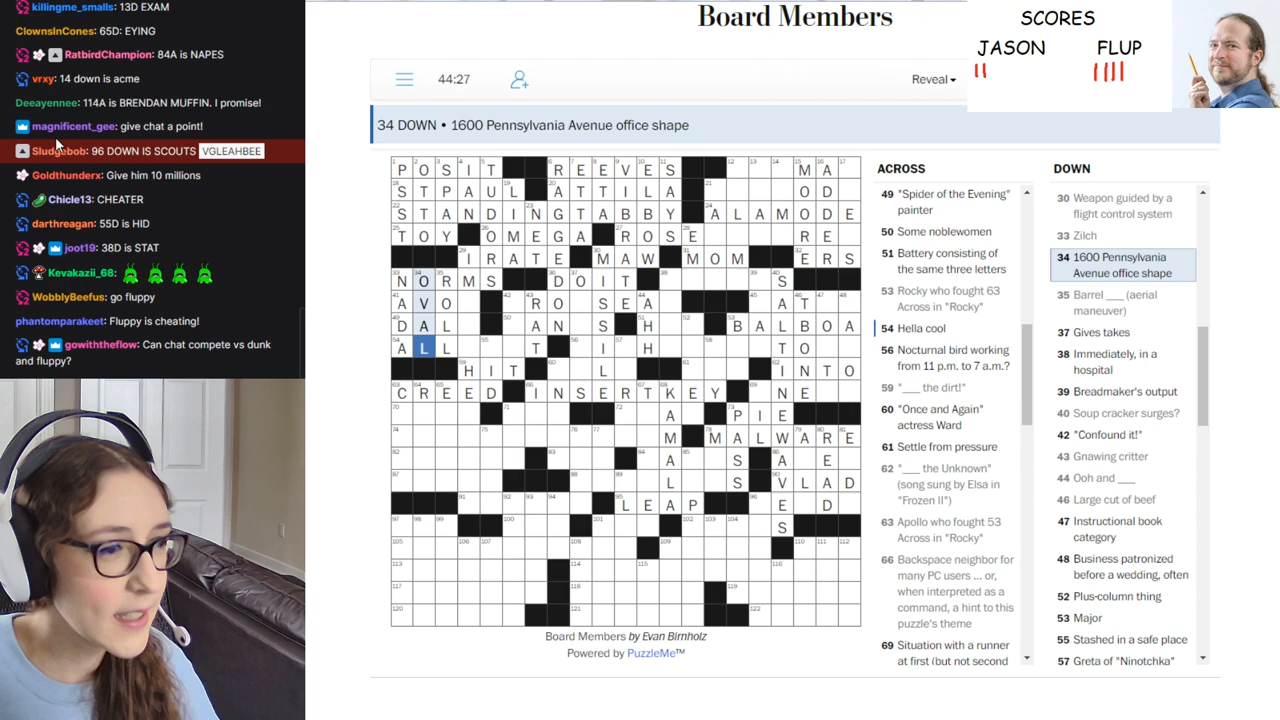 killingme_smalls: 13D EXAM
ClownsInCones: 65D: EYING
RatbirdChampion: 84A is NAPES
vrxy: 14 down is acme
Deeayennee: 114A is BRENDAN MUFFIN. I promise!
magnificent_gee: give chat a point!
Sludgebob: 96 DOWN IS SCOUTS VGLEAHBEE
Goldthunderx: Give him 10 millions
Chicle13: CHEATER
darthreagan: 55D is HID
joot19: 38D is STAT
Kevakazii_68:
WobblyBeefus: go fluppy
phantomparakeet: Fluppy is cheating!
gowiththeflow: Can chat compete vs dunk
and fluppy?
Board Members
44:27
Reveal
34 DOWN • 1600 Pennsylvania Avenue office shape
SCORES
JASON FLUP
P O S I T R E E V E S M A
S T P A U L A T T I L A O D
S T A N D I N G T A B B Y A L A M O D E
T O Y O M E G A R O S E R E
I R A T E M A W M O M E R S
N O R M S D O I T S
A V O R O S E A A T
D A L A N S H B A L B O A
A L L T I H T O
H I T L I N T O
C R E E D I N S E R T K E Y N E
A P I E
M M A L W A R E
A S A E
L S V L A D
L E A P E D
S
Board Members by Evan Birnholz
Powered by PuzzleMe™
ACROSS
49 "Spider of the Evening"
painter
50 Some noblewomen
51 Battery consisting of
the same three letters
53 Rocky who fought 63
Across in "Rocky"
54 Hella cool
56 Nocturnal bird working
from 11 p.m. to 7 a.m.?
59 "___ the dirt!"
60 "Once and Again"
actress Ward
61 Settle from pressure
62 "___ the Unknown"
(song sung by Elsa in
"Frozen II")
63 Apollo who fought 53
Across in "Rocky"
66 Backspace neighbor for
many PC users ... or,
when interpreted as a
command, a hint to this
puzzle's theme
69 Situation with a runner
at first (but not second
DOWN
30 Weapon guided by a
flight control system
33 Zilch
34 1600 Pennsylvania
Avenue office shape
35 Barrel ___ (aerial
maneuver)
37 Gives takes
38 Immediately, in a
hospital
39 Breadmaker's output
40 Soup cracker surges?
42 "Confound it!"
43 Gnawing critter
44 Ooh and ___
46 Large cut of beef
47 Instructional book
category
48 Business patronized
before a wedding, often
52 Plus-column thing
53 Major
55 Stashed in a safe place
57 Greta of "Ninotchka"